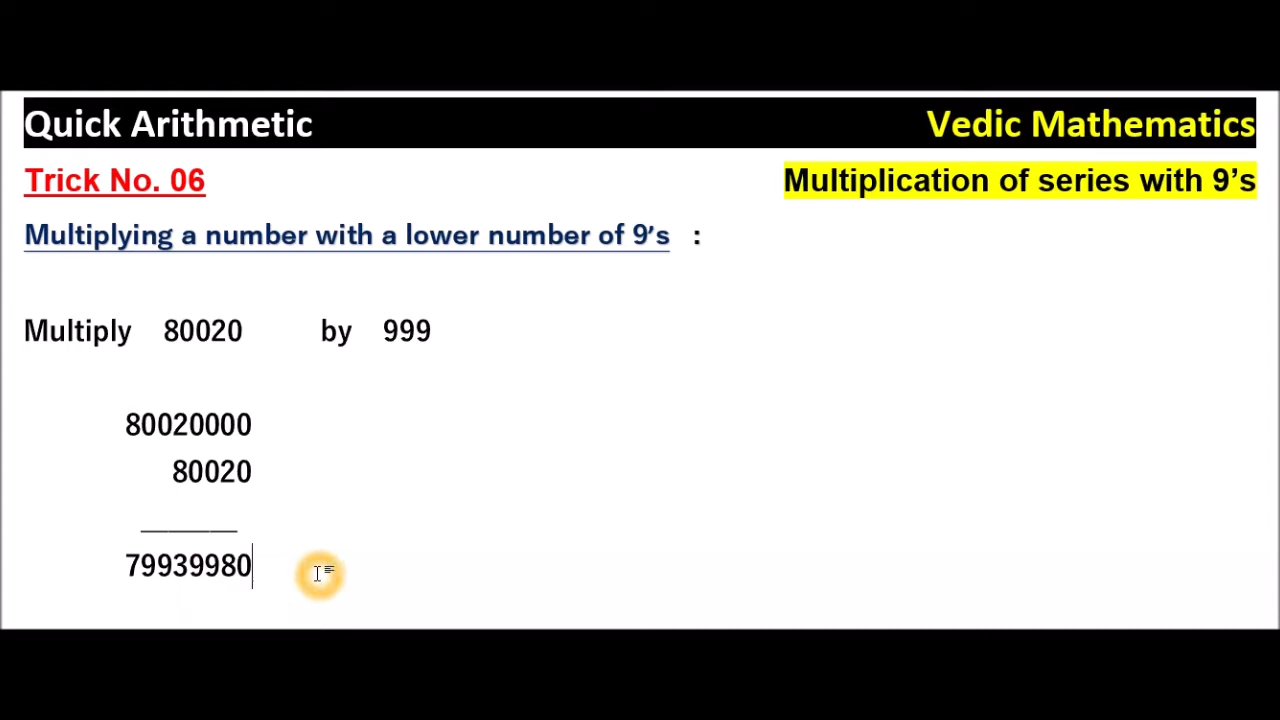 Quick Arithmetic Vedic Mathematics
Trick No. 06 Multiplication of series with 9’s
Multiplying a number with a lower number of 9’s :
Multiply 80020 by 999
80020000
80020
79939980